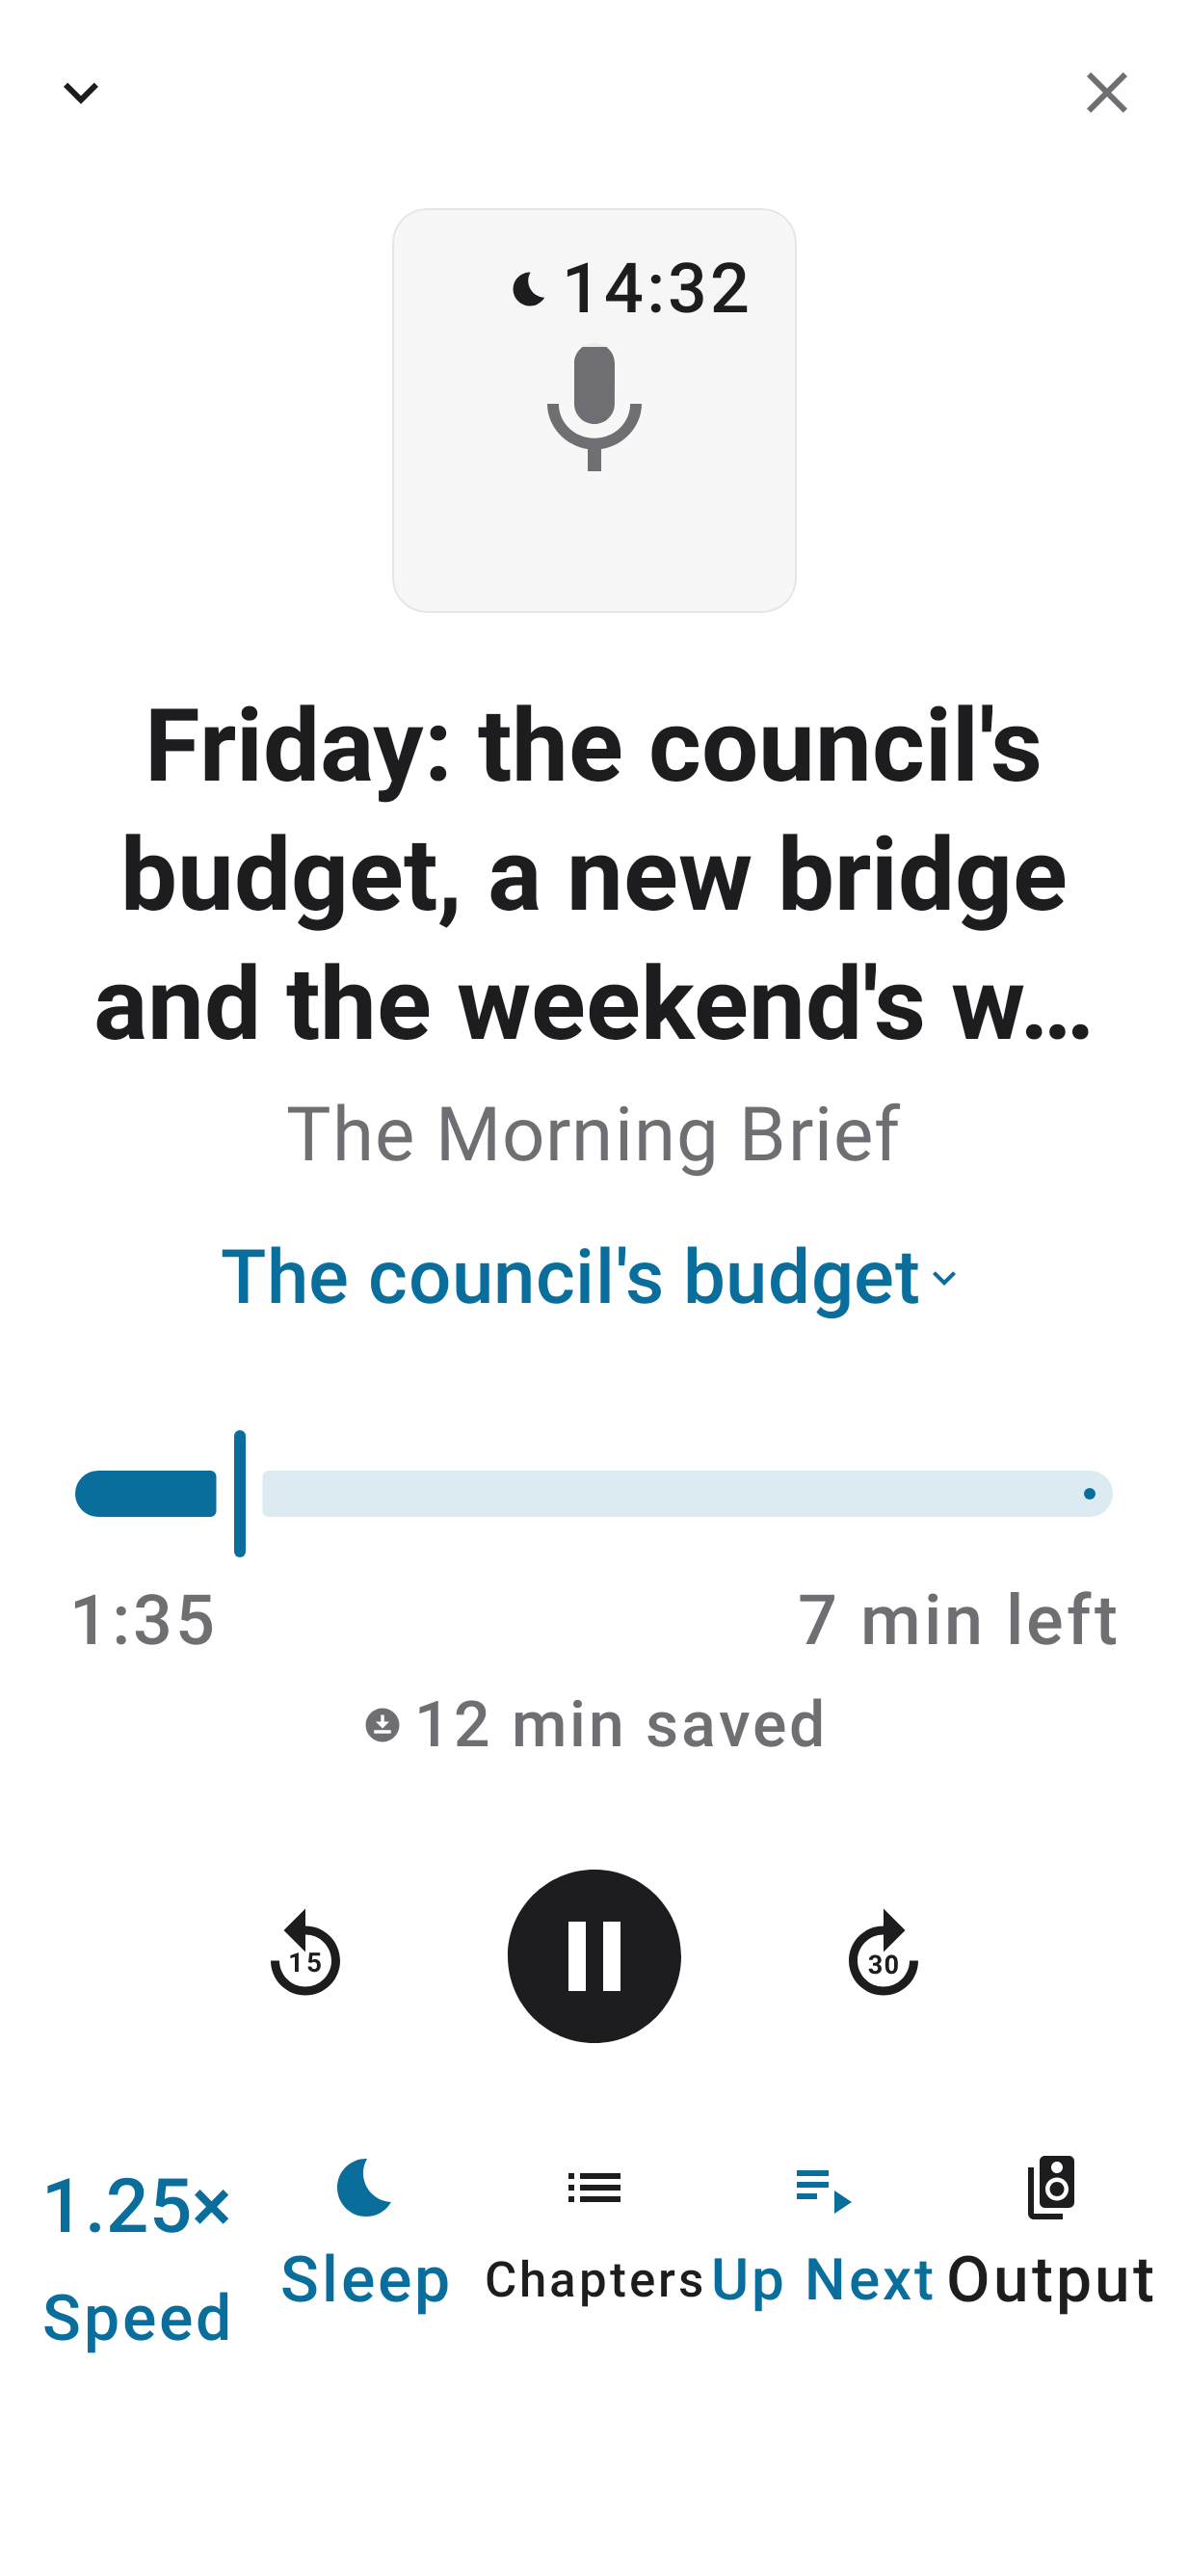 14:32
Friday: the council's
budget, a new bridge
and the weekend's w…
The Morning Brief
The council's budget
1:35
7 min left
12 min saved
15
30
1.25×
Speed
Sleep
Chapters
Up Next
Output